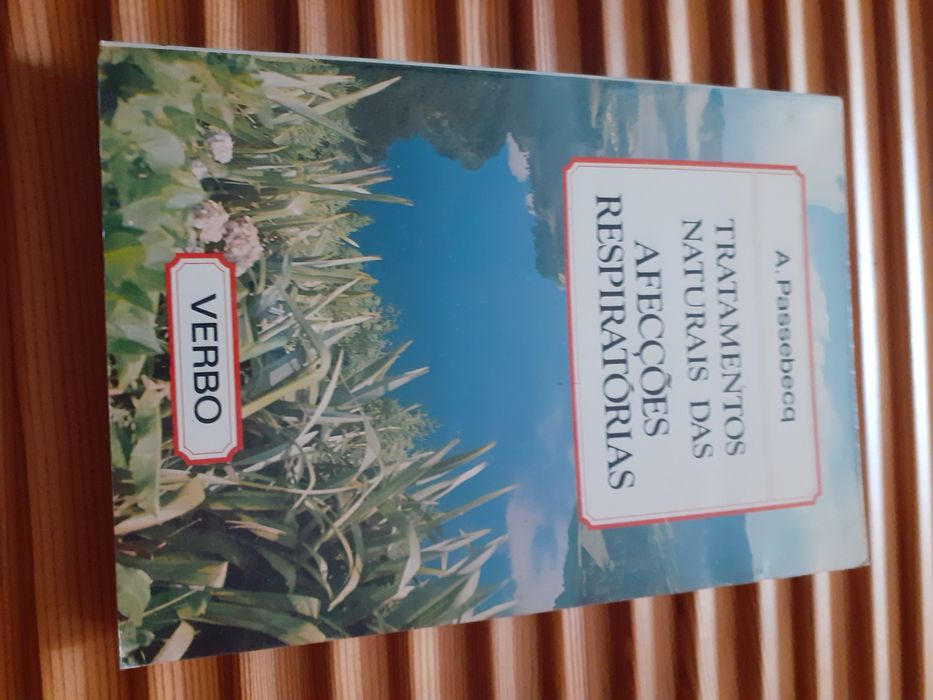 A. Passebecq
TRATAMENTOS
NATURAIS DAS
AFECÇÕES
RESPIRATÓRIAS
VERBO